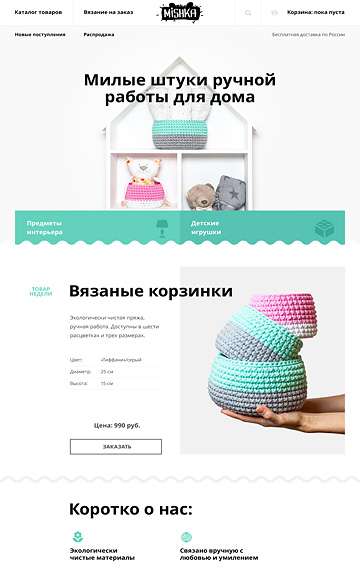 Каталог товаров
Вязание на заказ
MiSHKA
Корзина: пока пуста
Новые поступления
Распродажа
Бесплатная доставка по России
Милые штуки ручной
работы для дома
Предметы
интерьера
Детские
игрушки
ТОВАР
НЕДЕЛИ
Вязаные корзинки
Экологически чистая пряжа,
ручная работа. Доступны в шести
расцветках и трех размерах.
Цвет: «Тиффани»/серый
Диаметр: 25 см
Высота: 15 см
Цена: 990 руб.
ЗАКАЗАТЬ
Коротко о нас:
Экологически
чистые материалы
Связано вручную с
любовью и умилением